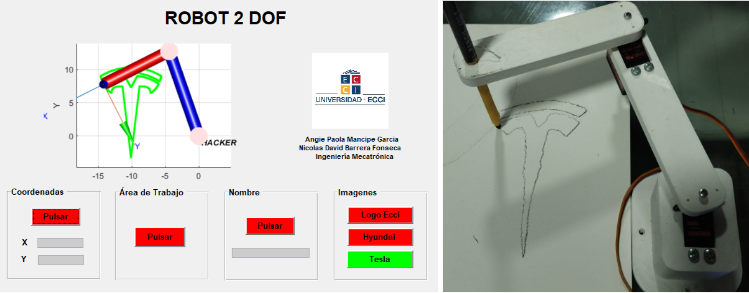 ROBOT 2 DOF
10
5
0
Y
X
Y
HACKER
-15
-10
-5
0
E C
C I
UNIVERSIDAD - ECCI
Angie Paola Mancipe Garcia
Nicolas David Barrera Fonseca
Ingeniería Mecatrónica
Coordenadas
Pulsar
X
Y
Área de Trabajo
Pulsar
Nombre
Pulsar
Imagenes
Logo Ecci
Hyundai
Tesla